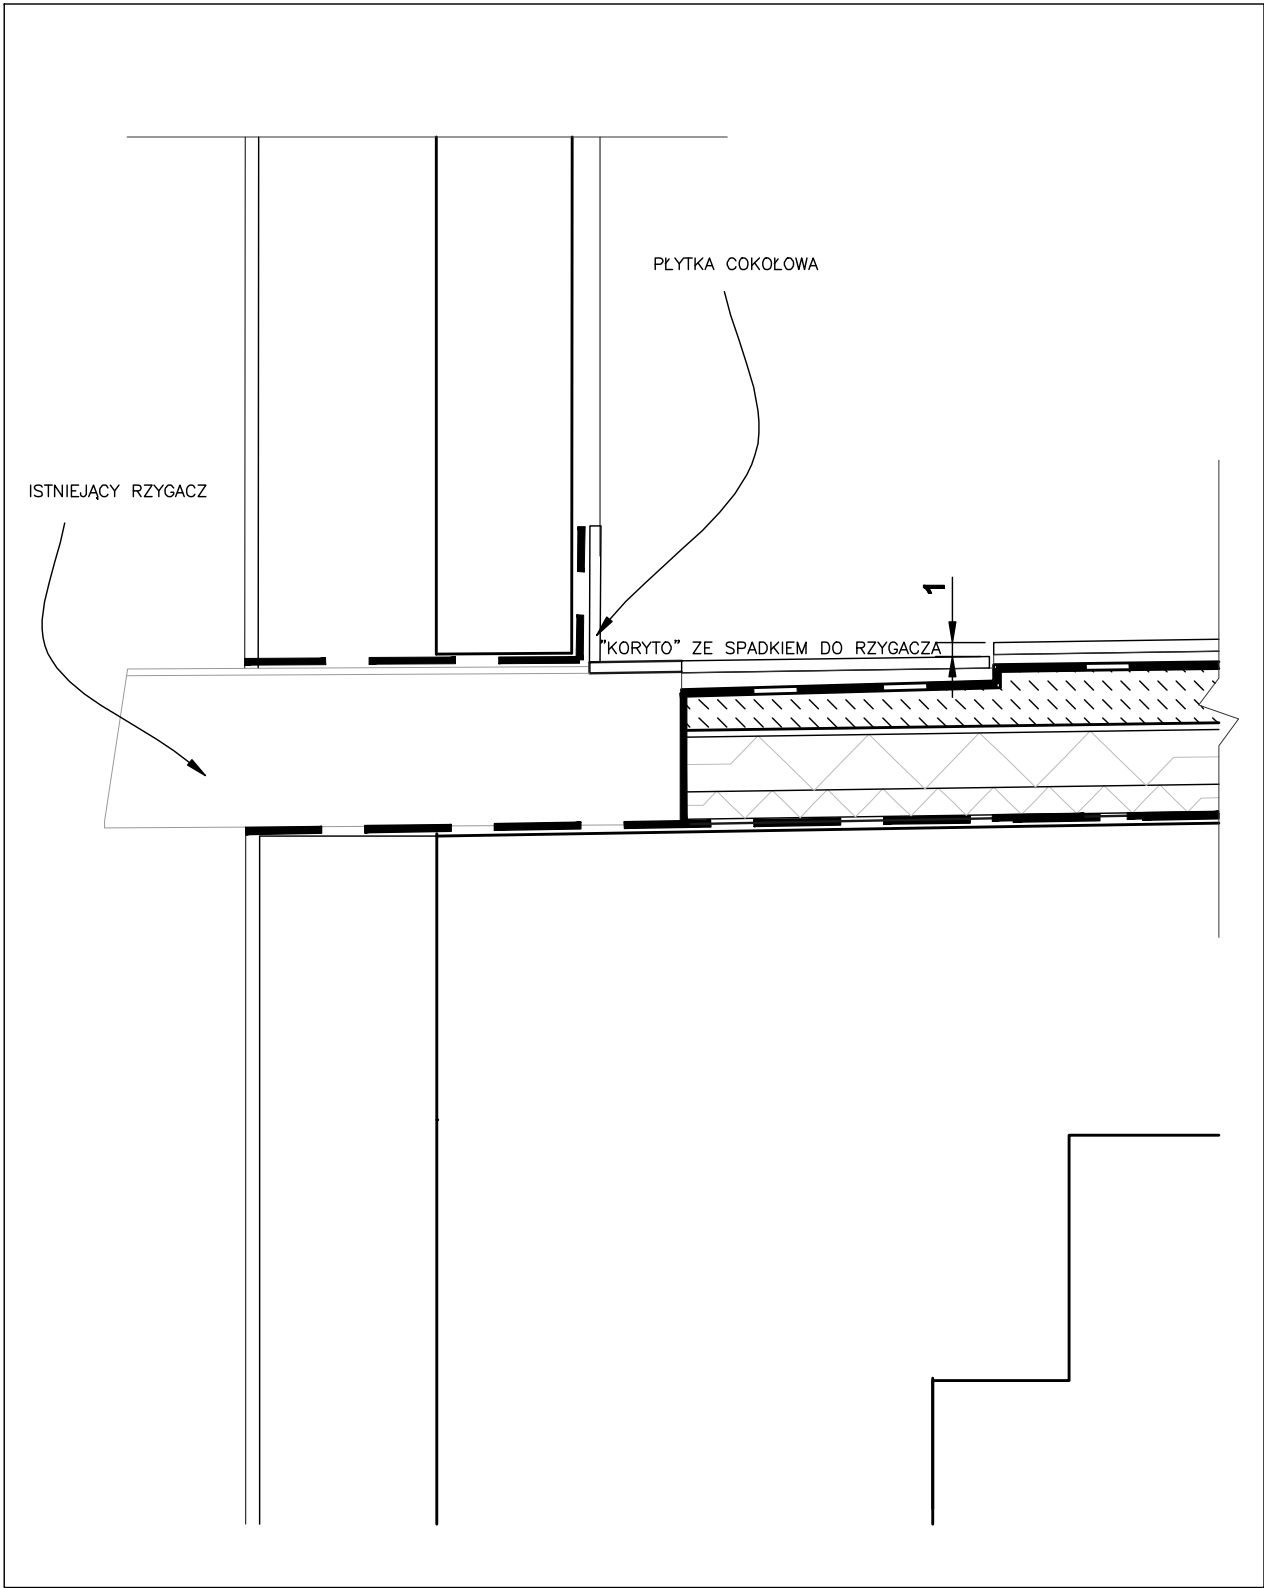 PŁYTKA COKOŁOWA
ISTNIEJĄCY RZYGACZ
1
"KORYTO" ZE SPADKIEM DO RZYGACZA